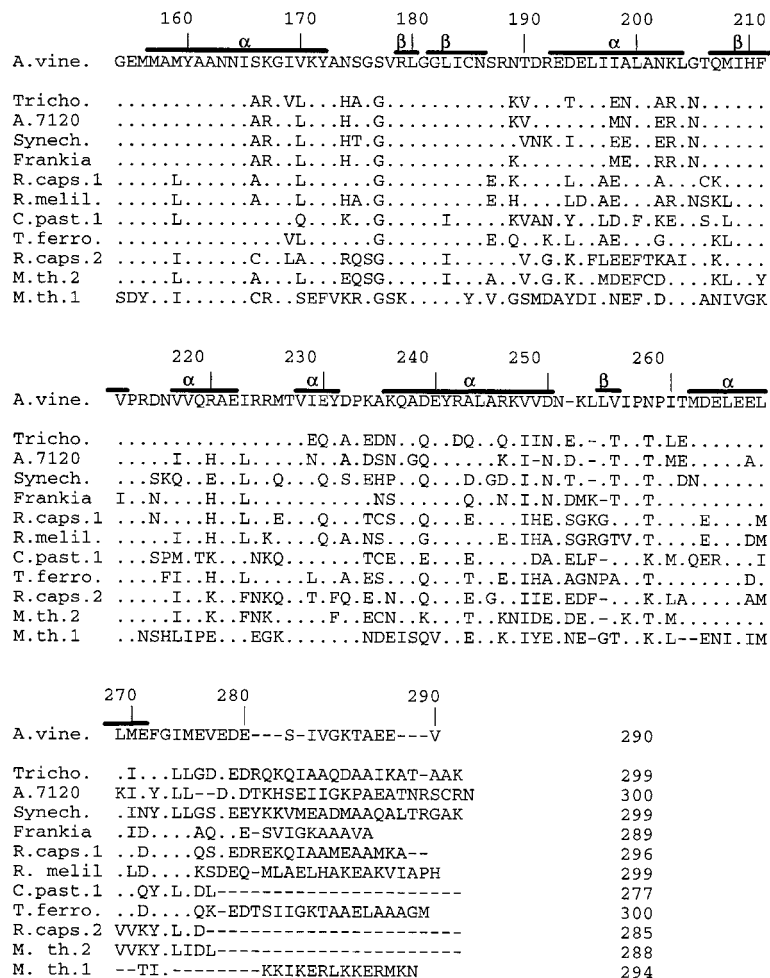 160 170 180 190 200 210
α β β α β
A.vine. GEMMAMYAANNISKGIVKYANSGSVRLGGLICNSRNTDREDELIIALANKLGTQMIHF
Tricho. ............AR.VL...HA.G...........KV...T...EN...AR.N......
A.7120 ............AR..L...H..G...........KV.......MN...ER.N......
Synech. ............AR..L...HT.G............VNK.I...EE...ER.N......
Frankia ............AR..L...H..G...........K........ME...RR.N......
R.caps.1 .....L......A...L......G.........E.K....L..AE...A....CK....
R.melil. .....L......A...L...HA.G.........E.H....LD.AE...AR.NSKL....
C.past.1 .....L..........Q...K..G.....I.....KVAN.Y..LD.F.KE..S.L....
T.ferro. ...............VL......G.........E.Q..K.L..AE...G....KL....
R.caps.2 .....I......C..LA...RQSG.....I......V.G.K..FLEEFTKAI..K....
M.th.2 .....L......A...L...EQSG.....I...A..V.G.K...MDEFCD....KL..Y
M.th.1 SDY..I......CR..SEFVKR.GSK.....Y.V.GSMDAYDI.NEF.D...ANIVGK
220 230 240 250 260
α α α β α
A.vine. VPRDNVVQRAEIRRMTVIEYDPKAKQADEYRALARKVVDN-KLLVIPNPITMDELEEL
Tricho. .................EQ.A.EDN..Q..DQ..Q.IIN.E.-.T..T.LE.......
A.7120 .....I..H..L.....N..A.DSN.GQ.......K.I-N.D.-.T..T.ME.....A.
Synech. ...SKQ..E..L..Q...Q.S.EHP..Q...D.GD.I.N.T.-.T....DN.......
Frankia I..N....H..L...........NS......Q..N.I.N.DMK-T..T..........
R.caps.1 ...N....H..L..E...Q...TCS..Q...E....IHE.SGKG...T....E....M
R.melil. .....I..H..L.K....Q...NS...G.......E.IHA.SGRGTV.T....E...DM
C.past.1 ...SPM.TK...NKQ.......TCE..E...E.....DA.ELF-...K.M.QER...I
T.ferro. ....FI..H..L.....L..A.ES...Q...T..E.IHA.AGNPA..T........D.
R.caps.2 .....I..K..FNKQ..T.FQ.E.N..Q...E.G..IIE.EDF-...K.LA.....AM
M.th.2 .....I..K..FNK.....F..ECN..K...T..KNIDE.DE.-.K.T.M........
M.th.1 ..NSHLIPE...EGK.......NDEISQV..E..K.IYE.NE-GT..K.L--ENI.IM
270 280 290
A.vine. LMEFGIMEVEDE---S-IVGKTAEE---V 290
Tricho. .I...LLGD.EDRQKQIAAQDAAIKAT-AAK 299
A.7120 KI.Y.LL--D.DTKHSEIIGKPAEATNRSCRN 300
Synech. .INY.LLGS.EEYKKVMEADMAAQALTRGAK 299
Frankia .ID....AQ..E-SVIGKAAAVA 289
R.caps.1 ..D....QS.EDREKQIAAMEAAMKA-- 296
R. melil .LD....KSDEQ-MLAELHAKEAKVIAPH 299
C.past.1 ..QY.L.DL--------------------- 277
T.ferro. ..D....QK-EDTSIIGKTAAELAAAGM 300
R.caps.2 VVKY.L.D---------------------- 285
M. th.2 VVKY.LIDL--------------------- 288
M. th.1 --TI.--------KKIKERLKKERMKN 294